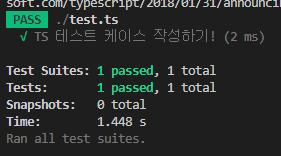 soft.com/typescript/2018/01/31/announcin
PASS ./test.ts
√ TS 테스트 케이스 작성하기! (2 ms)
Test Suites: 1 passed, 1 total
Tests: 1 passed, 1 total
Snapshots: 0 total
Time: 1.448 s
Ran all test suites.